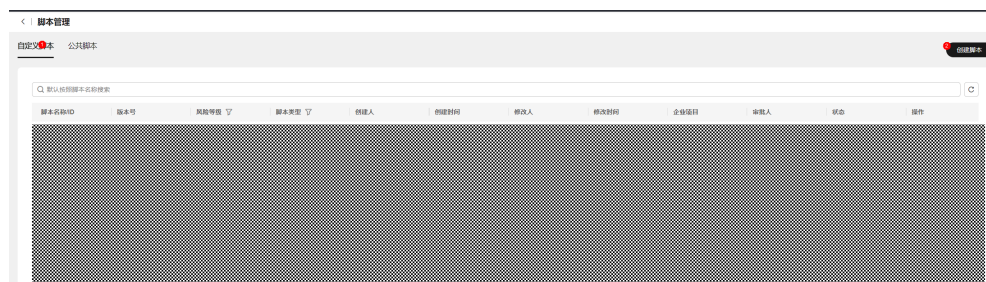 脚本管理
自定义脚本 公共脚本
1
2
创建脚本
默认按照脚本名称搜索
脚本名称/ID 版本号 风险等级 脚本类型 创建人 创建时间 修改人 修改时间 企业项目 审批人 状态 操作